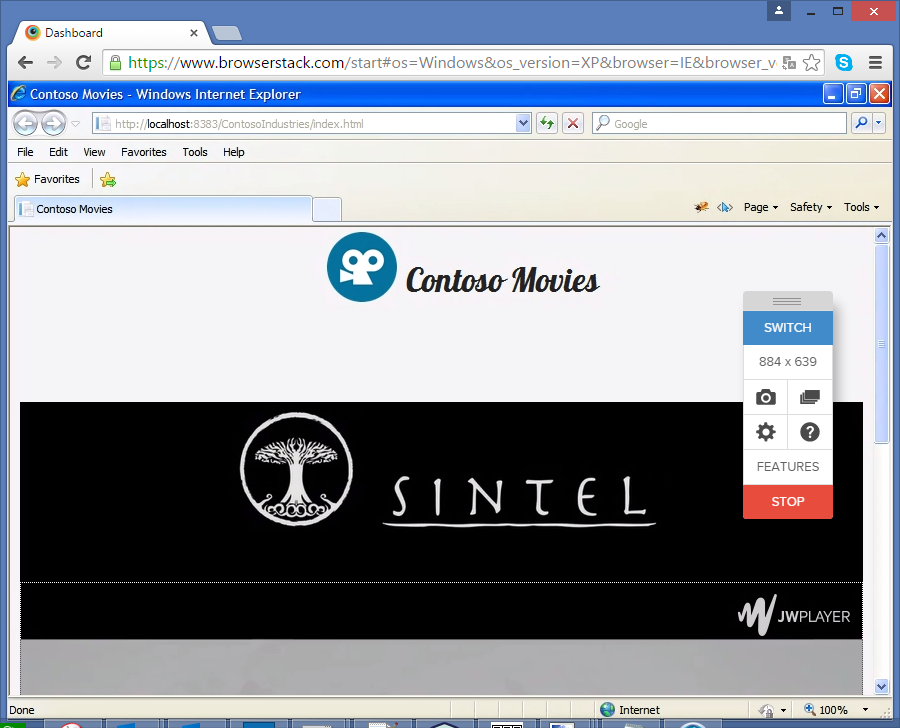 Dashboard
https://www.browserstack.com/start#os=Windows&os_version=XP&browser=IE&browser_v
Contoso Movies - Windows Internet Explorer
http://localhost:8383/ContosoIndustries/index.html
Google
File Edit View Favorites Tools Help
Favorites
Contoso Movies
Page Safety Tools
Contoso Movies
SWITCH
884 x 639
FEATURES
STOP
SINTEL
JWPLAYER
Done
Internet
100%